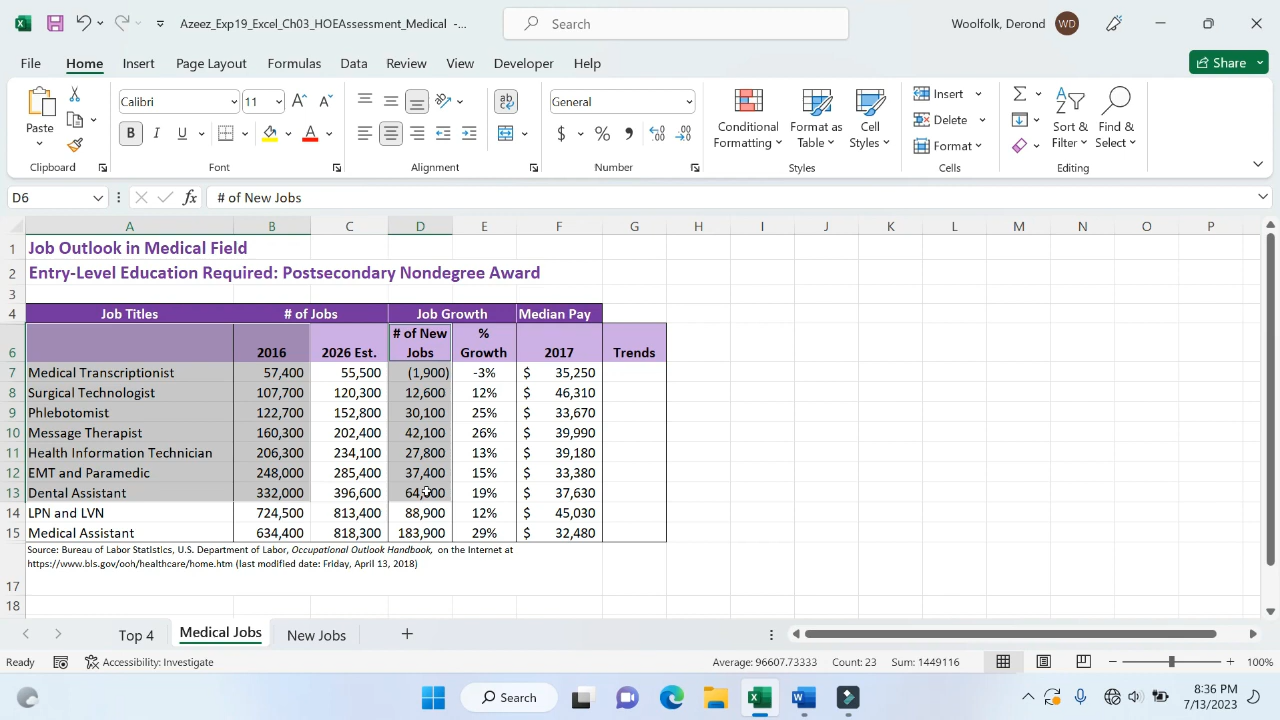 Azeez_Exp19_Excel_Ch03_HOEAssessment_Medical -...
Search
Woolfolk, Derond
WD
File Home Insert Page Layout Formulas Data Review View Developer Help
Share
Paste
Calibri 11
General
Conditional Formatting
Format as Table
Cell Styles
Insert
Delete
Format
Sort & Filter
Find & Select
Clipboard Font Alignment Number Styles Cells Editing
D6 fx # of New Jobs
A B C D E F G H I J K L M N O P
1 Job Outlook in Medical Field
2 Entry-Level Education Required: Postsecondary Nondegree Award
3
4 Job Titles # of Jobs Job Growth Median Pay
# of New %
6 2016 2026 Est. Jobs Growth 2017 Trends
7 Medical Transcriptionist 57,400 55,500 (1,900) -3% $ 35,250
8 Surgical Technologist 107,700 120,300 12,600 12% $ 46,310
9 Phlebotomist 122,700 152,800 30,100 25% $ 33,670
10 Message Therapist 160,300 202,400 42,100 26% $ 39,990
11 Health Information Technician 206,300 234,100 27,800 13% $ 39,180
12 EMT and Paramedic 248,000 285,400 37,400 15% $ 33,380
13 Dental Assistant 332,000 396,600 19% $ 37,630
14 LPN and LVN 724,500 813,400 88,900 12% $ 45,030
15 Medical Assistant 634,400 818,300 183,900 29% $ 32,480
Source: Bureau of Labor Statistics, U.S. Department of Labor, Occupational Outlook Handbook, on the Internet at
https://www.bls.gov/ooh/healthcare/home.htm (last modified date: Friday, April 13, 2018)
17
18
Top 4 Medical Jobs New Jobs
Ready Accessibility: Investigate Average: 96607.73333 Count: 23 Sum: 1449116 100%
Search
8:36 PM
7/13/2023